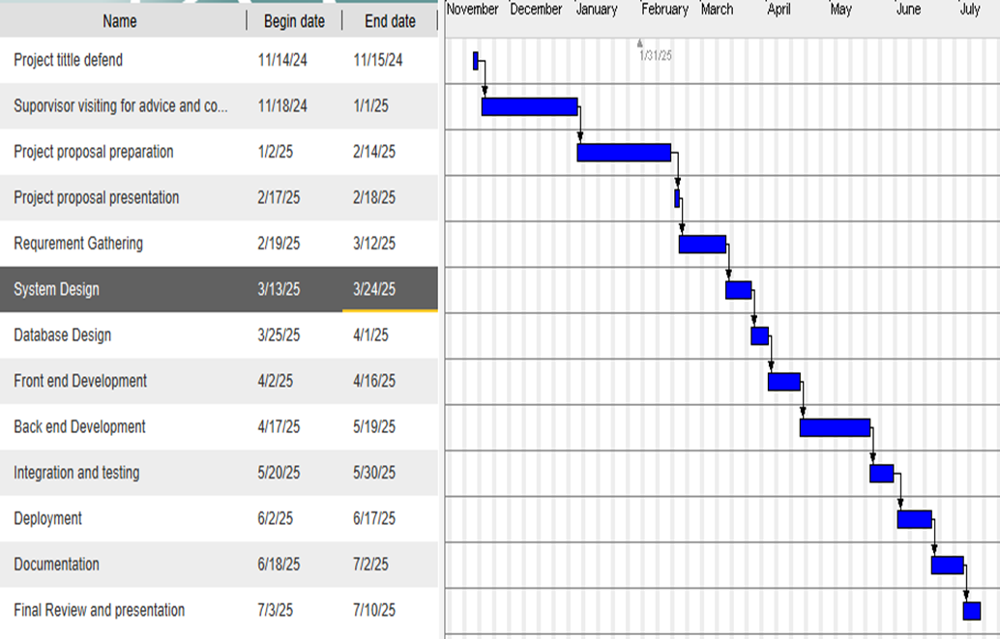 Name Begin date End date November December January February March April May June July
1/31/25
Project tittle defend 11/14/24 11/15/24
Suporvisor visiting for advice and co... 11/18/24 1/1/25
Project proposal preparation 1/2/25 2/14/25
Project proposal presentation 2/17/25 2/18/25
Requrement Gathering 2/19/25 3/12/25
System Design 3/13/25 3/24/25
Database Design 3/25/25 4/1/25
Front end Development 4/2/25 4/16/25
Back end Development 4/17/25 5/19/25
Integration and testing 5/20/25 5/30/25
Deployment 6/2/25 6/17/25
Documentation 6/18/25 7/2/25
Final Review and presentation 7/3/25 7/10/25